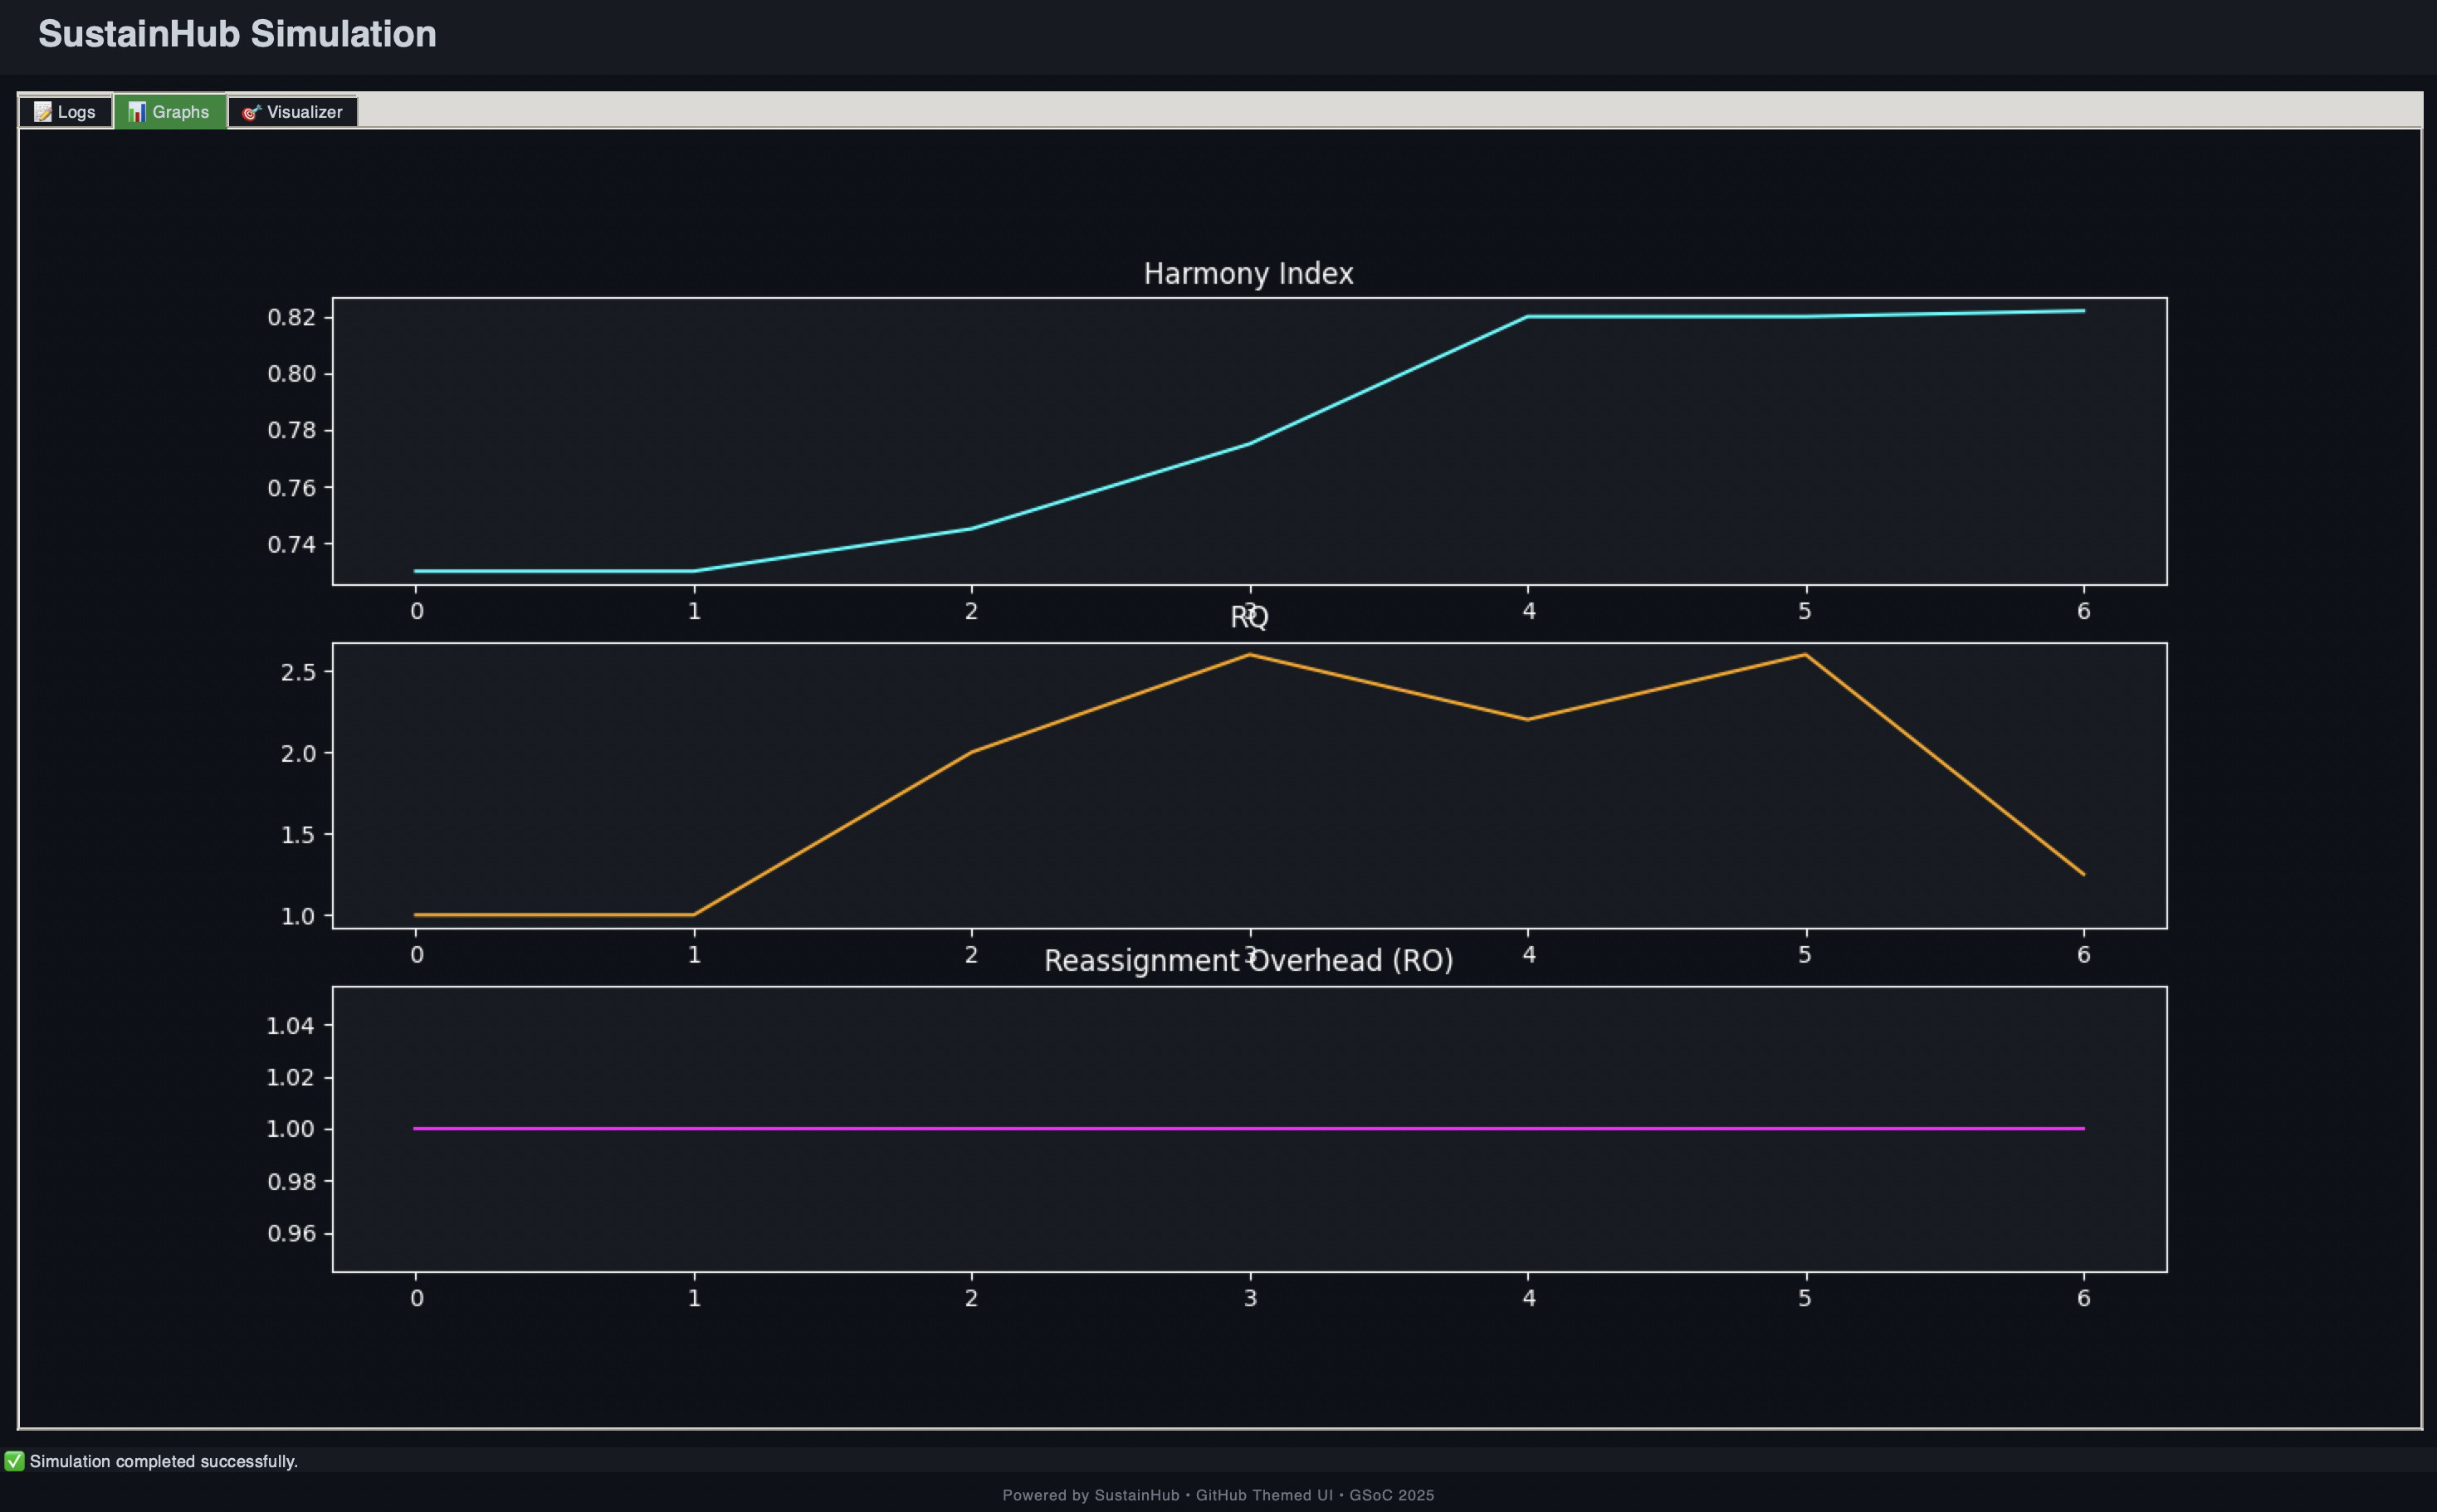 SustainHub Simulation
📝 Logs 📊 Graphs 🎯 Visualizer
Harmony Index
0.82
0.80
0.78
0.76
0.74
0 1 2 3 4 5 6
RQ
2.5
2.0
1.5
1.0
0 1 2 3 4 5 6
Reassignment Overhead (RO)
1.04
1.02
1.00
0.98
0.96
0 1 2 3 4 5 6
✅ Simulation completed successfully.
Powered by SustainHub • GitHub Themed UI • GSoC 2025